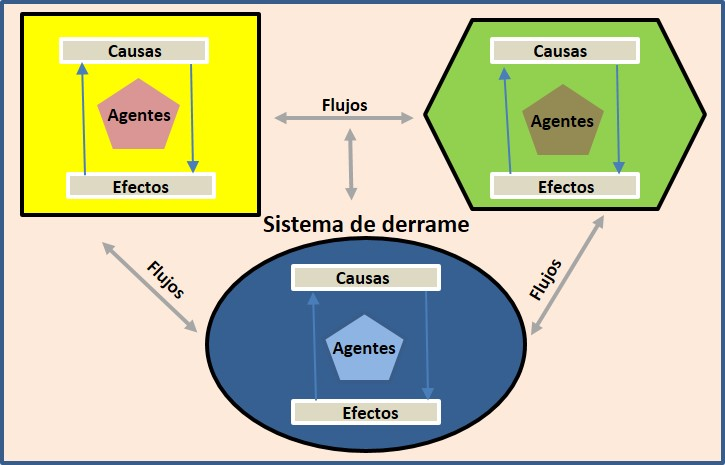 Causas
Agentes
Efectos
Flujos
Causas
Agentes
Efectos
Sistema de derrame
Flujos
Flujos
Causas
Agentes
Efectos